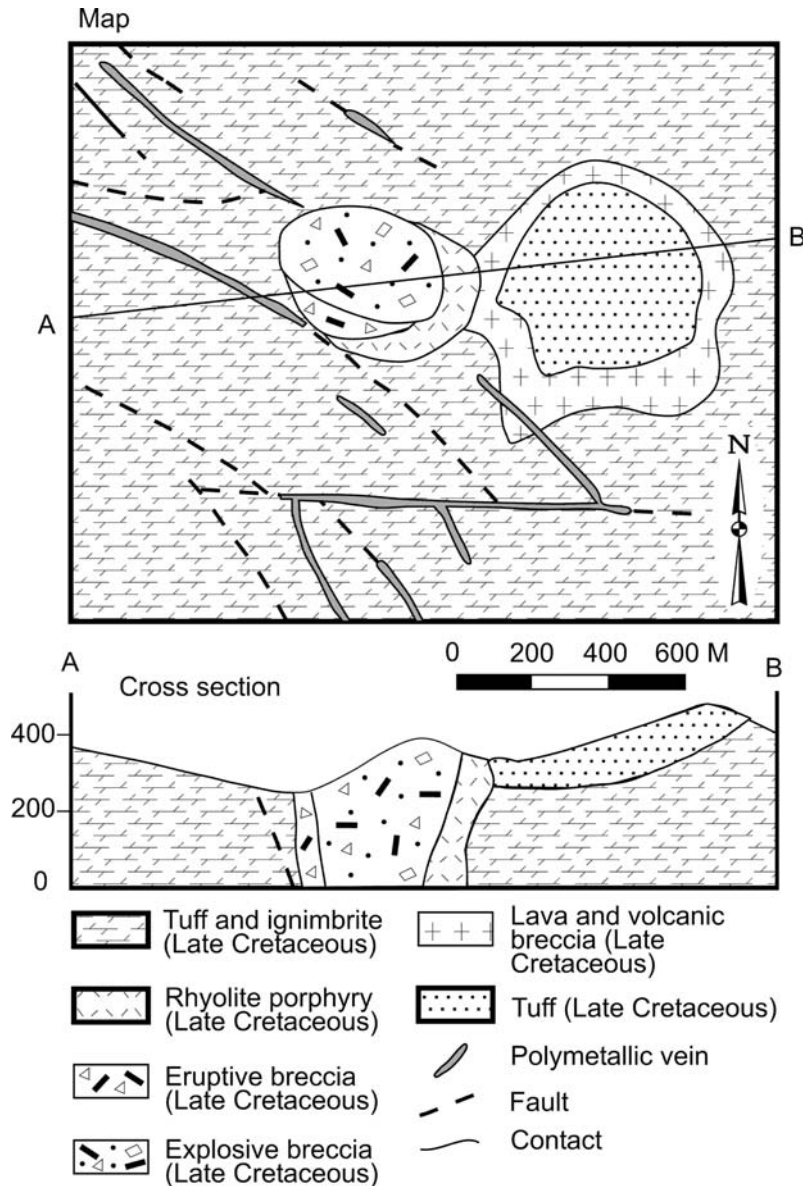 Map
A
B
N
A
B
0 200 400 600 M
Cross section
400
200
0
Tuff and ignimbrite
(Late Cretaceous)
Rhyolite porphyry
(Late Cretaceous)
Eruptive breccia
(Late Cretaceous)
Explosive breccia
(Late Cretaceous)
Lava and volcanic
breccia (Late
Cretaceous)
Tuff (Late Cretaceous)
Polymetallic vein
Fault
Contact